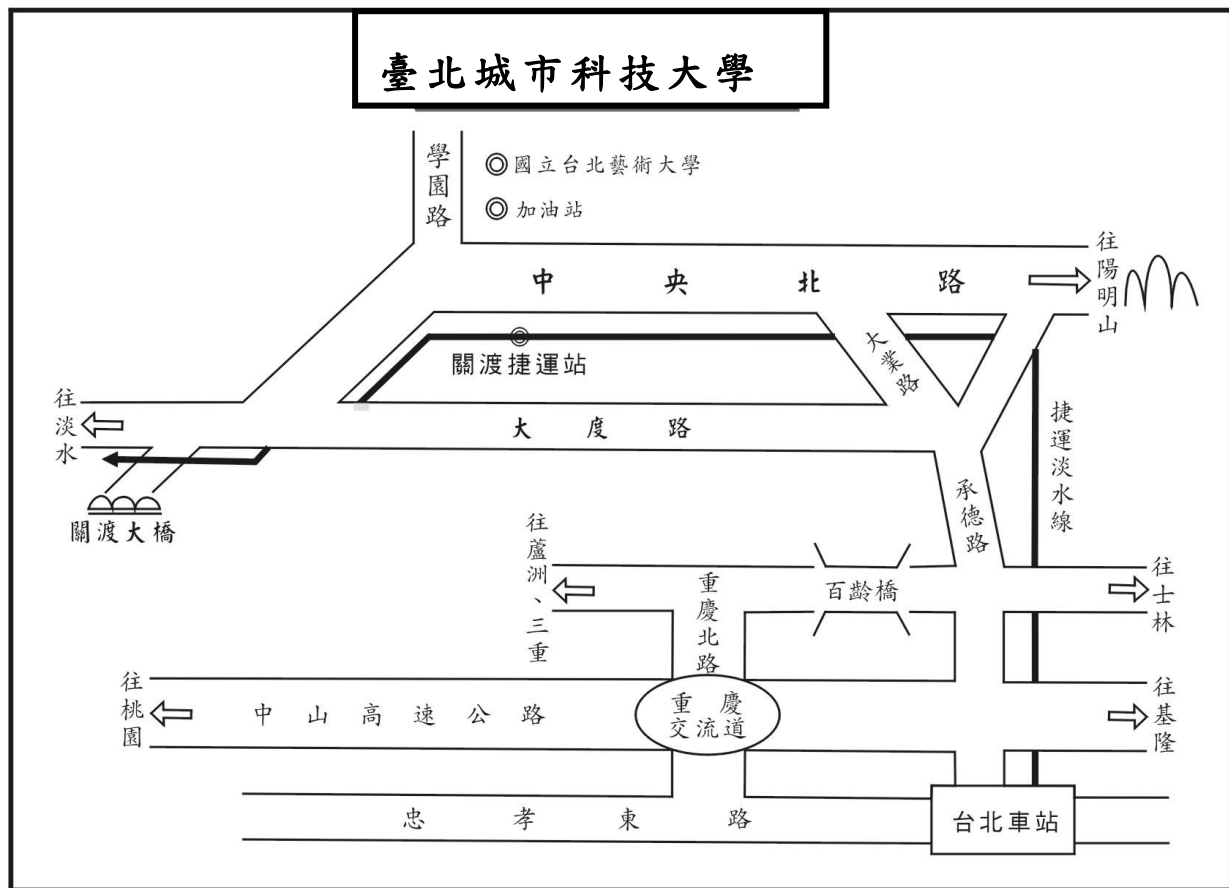 臺北城市科技大學
學園路
國立台北藝術大學
加油站
中央北路
往陽明山
關渡捷運站
大業路
往淡水
大度路
捷運淡水線
關渡大橋
承德路
往蘆洲、三重
重慶北路
百齡橋
往士林
往桃園
中山高速公路
重慶
交流道
往基隆
忠孝東路
台北車站